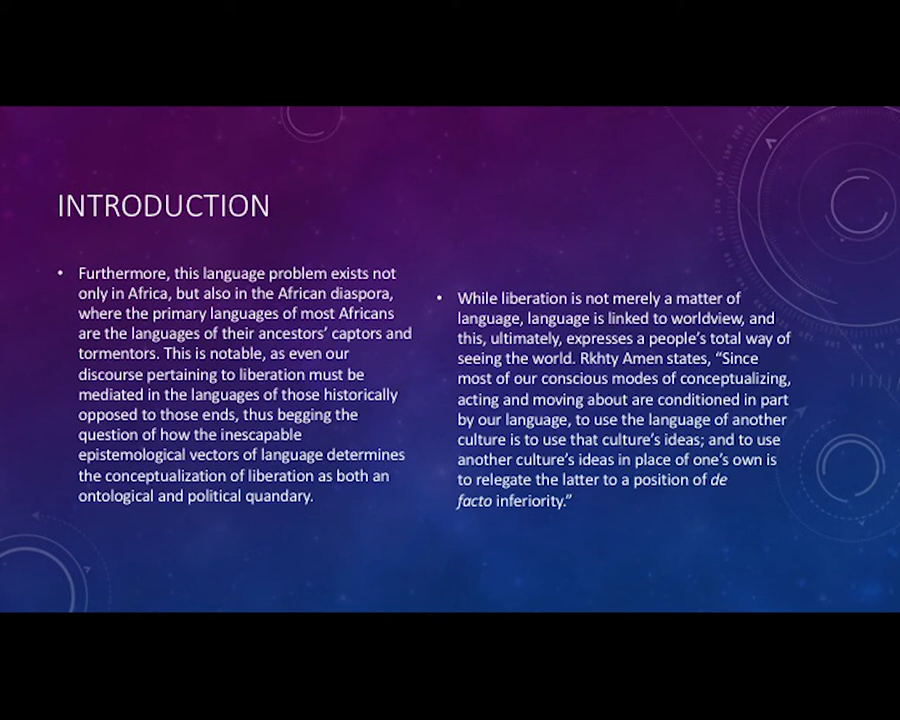 INTRODUCTION
• Furthermore, this language problem exists not
only in Africa, but also in the African diaspora,
where the primary languages of most Africans
are the languages of their ancestors’ captors and
tormentors. This is notable, as even our
discourse pertaining to liberation must be
mediated in the languages of those historically
opposed to those ends, thus begging the
question of how the inescapable
epistemological vectors of language determines
the conceptualization of liberation as both an
ontological and political quandary.
• While liberation is not merely a matter of
language, language is linked to worldview, and
this, ultimately, expresses a people’s total way of
seeing the world. Rkhty Amen states, “Since
most of our conscious modes of conceptualizing,
acting and moving about are conditioned in part
by our language, to use the language of another
culture is to use that culture’s ideas; and to use
another culture’s ideas in place of one’s own is
to relegate the latter to a position of de
facto inferiority.”